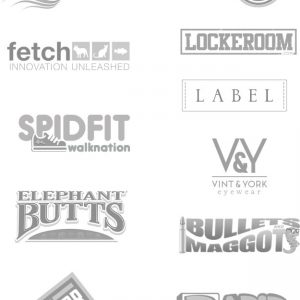 fetch
INNOVATION UNLEASHED
LOCKEROOM
LABEL
SPIDFIT
walknation
V&Y
VINT & YORK
eyewear
ELEPHANT
BUTTS
BULLETS
MAGGOTS